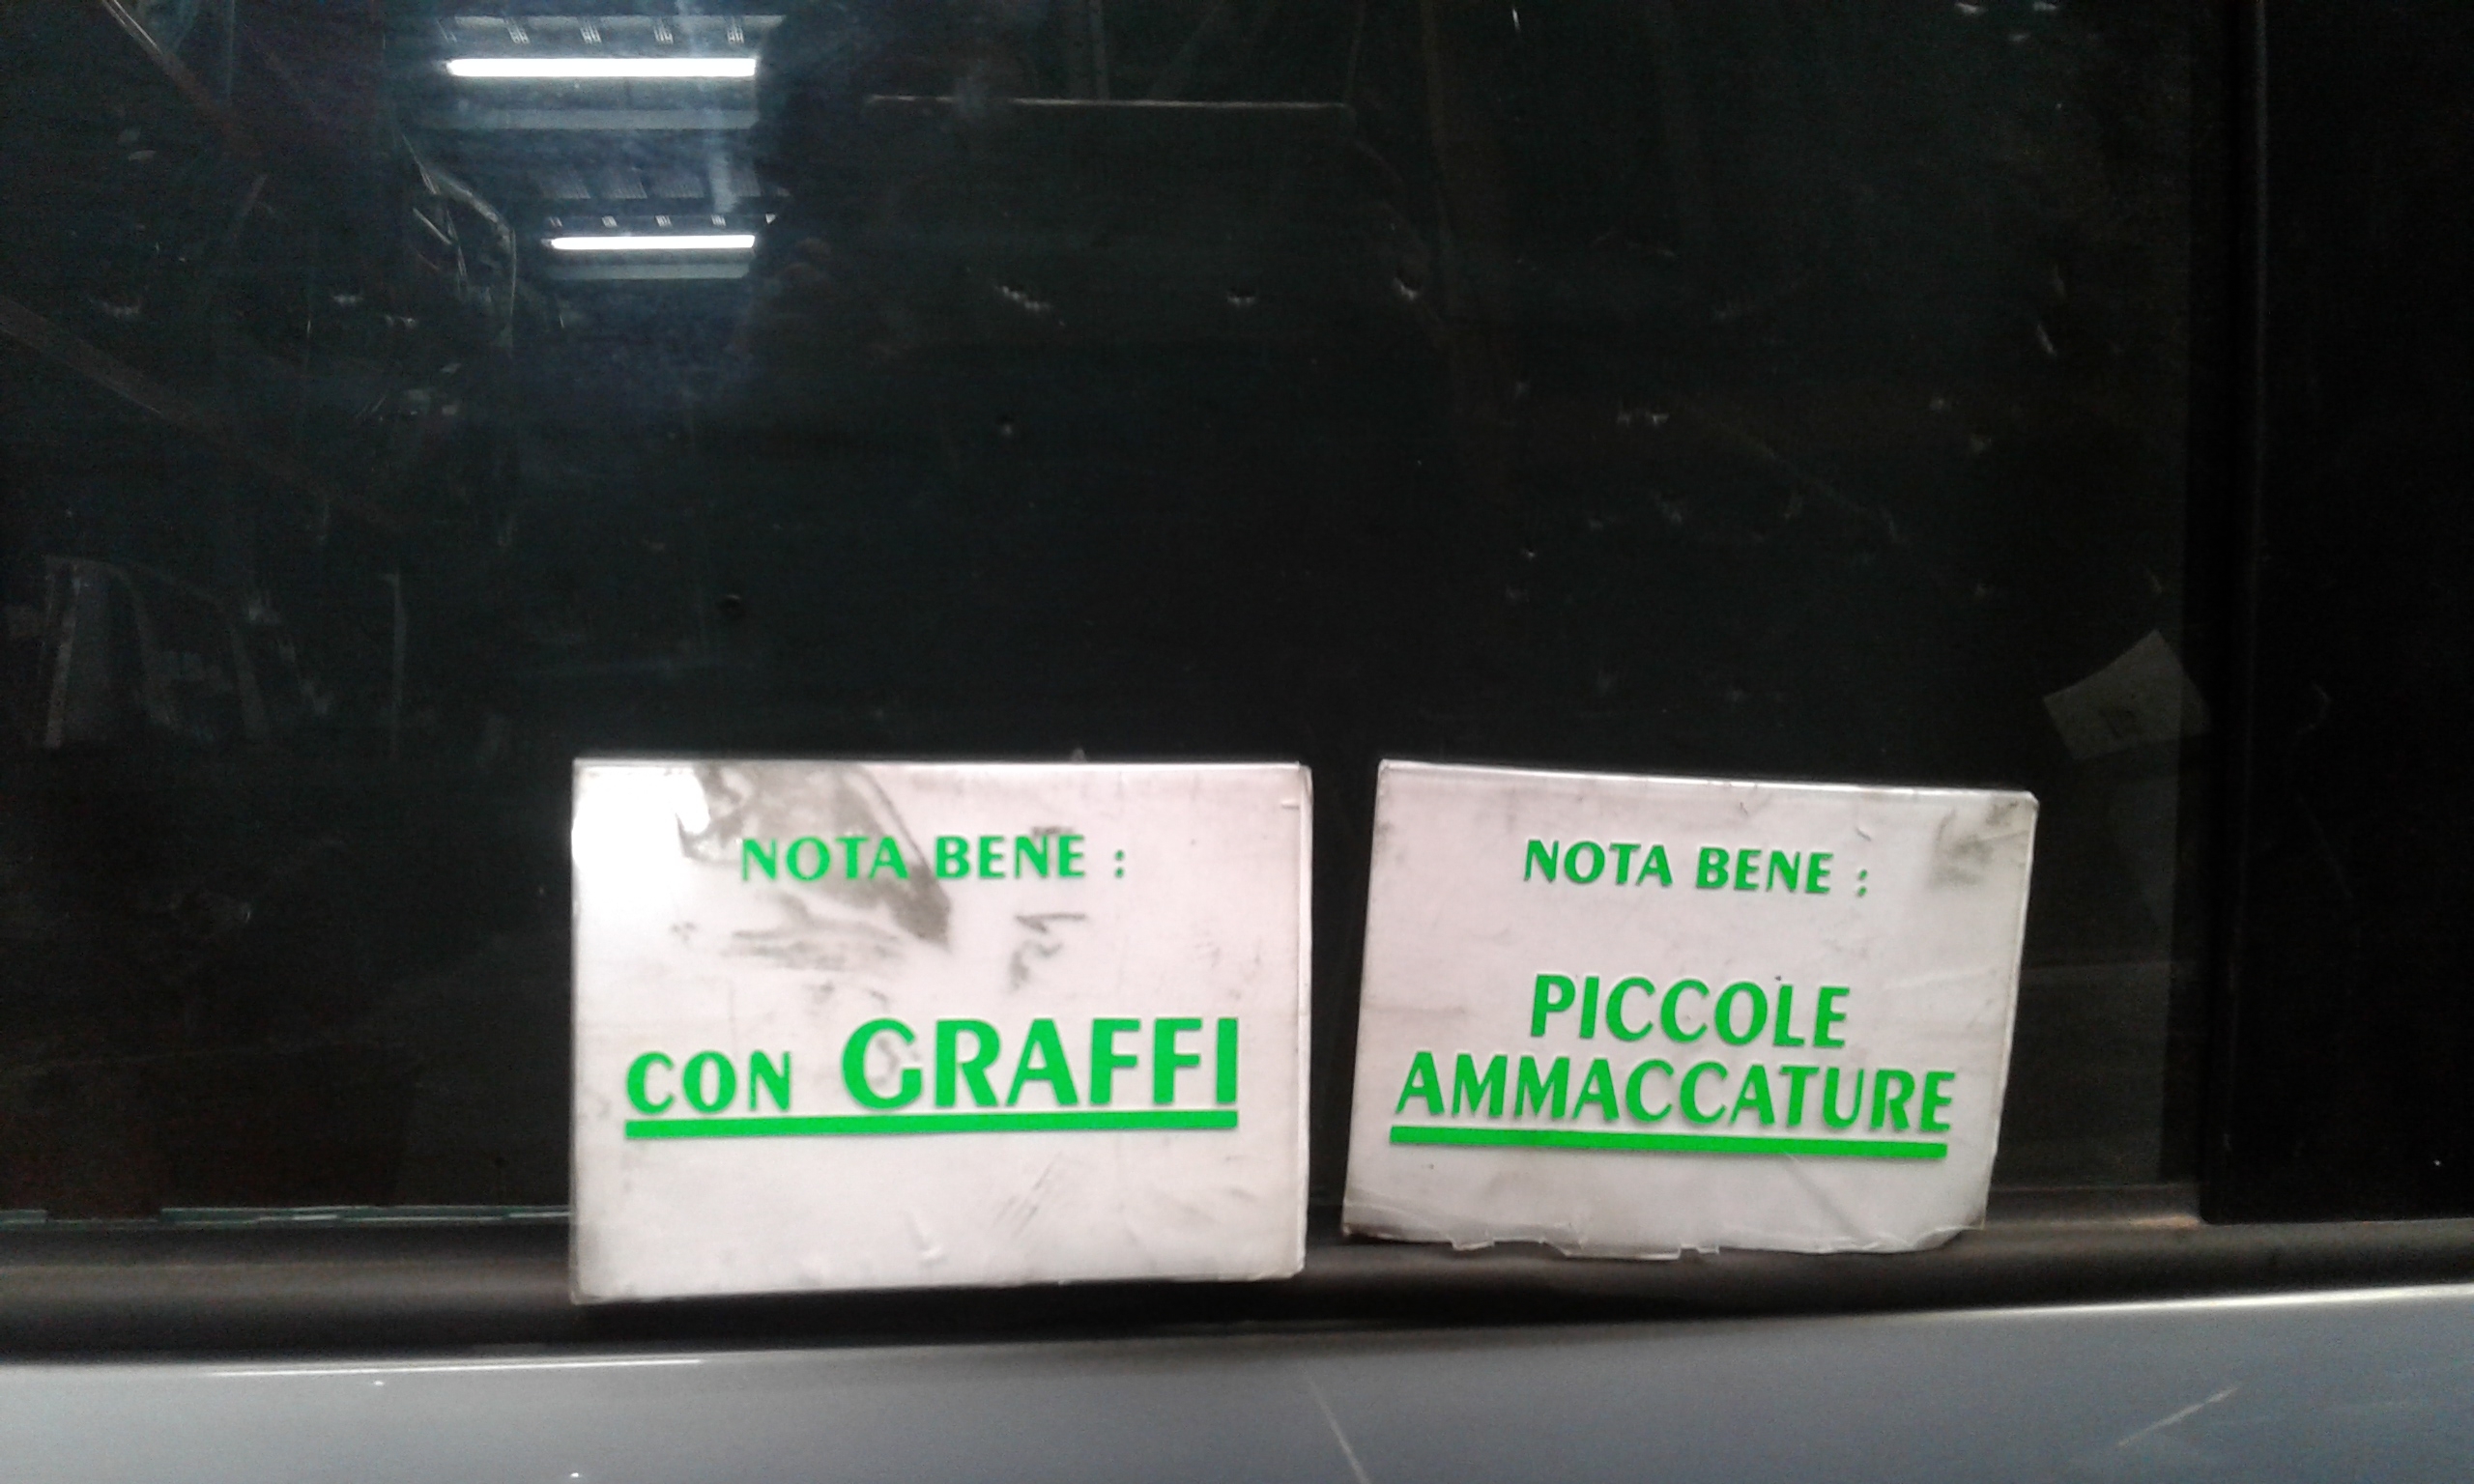 NOTA BENE :
CON GRAFFI
NOTA BENE :
PICCOLE
AMMACCATURE